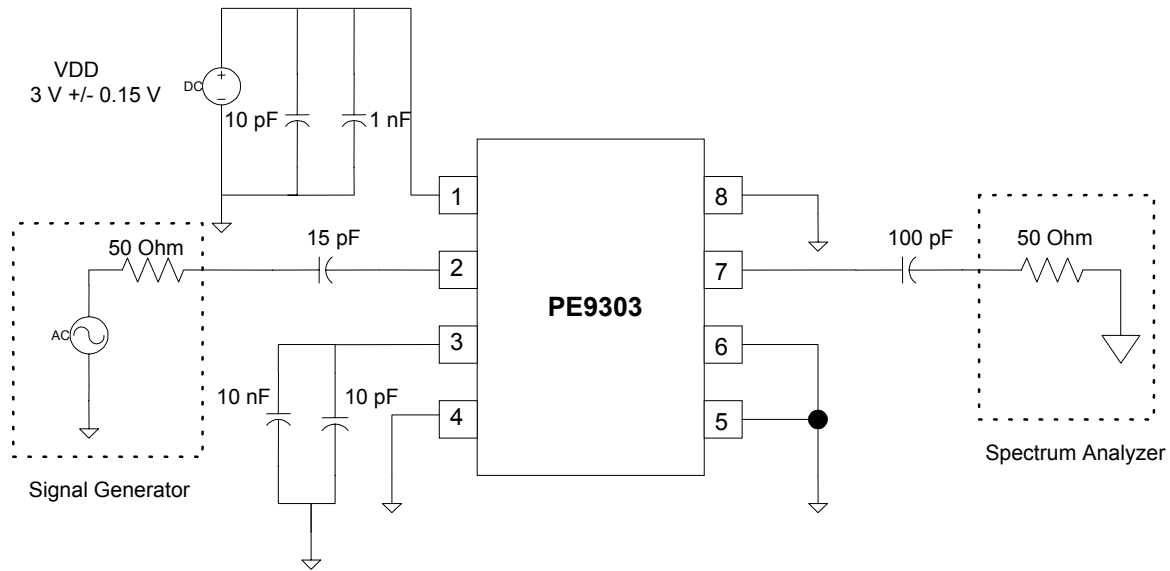 VDD
3 V +/- 0.15 V
DC
10 pF
1 nF
1
8
50 Ohm
15 pF
2
7
100 pF
50 Ohm
PE9303
AC
3
6
10 nF
10 pF
4
5
Signal Generator
Spectrum Analyzer